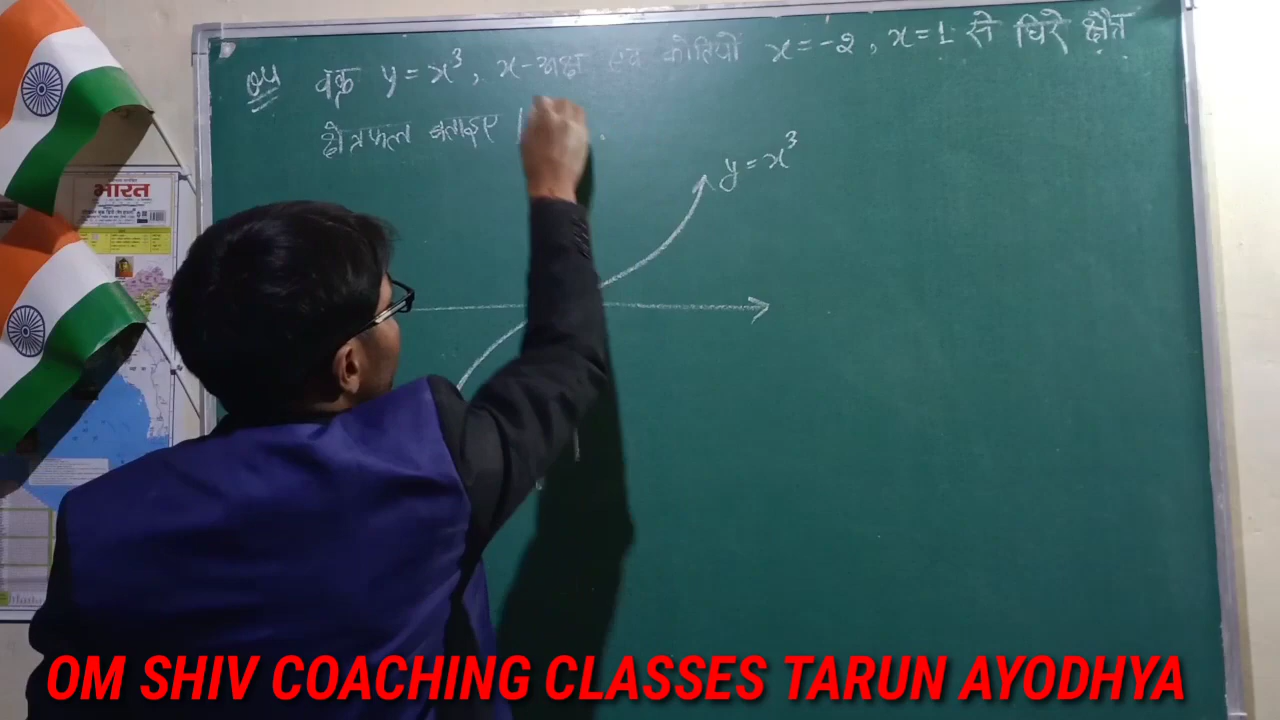 Q4 वक्र y = x³, x-अक्ष एवं कोटियों x = -2, x = 1 से घिरे क्षेत्र
क्षेत्रफल बताइए
y = x³
भारत
OM SHIV COACHING CLASSES TARUN AYODHYA